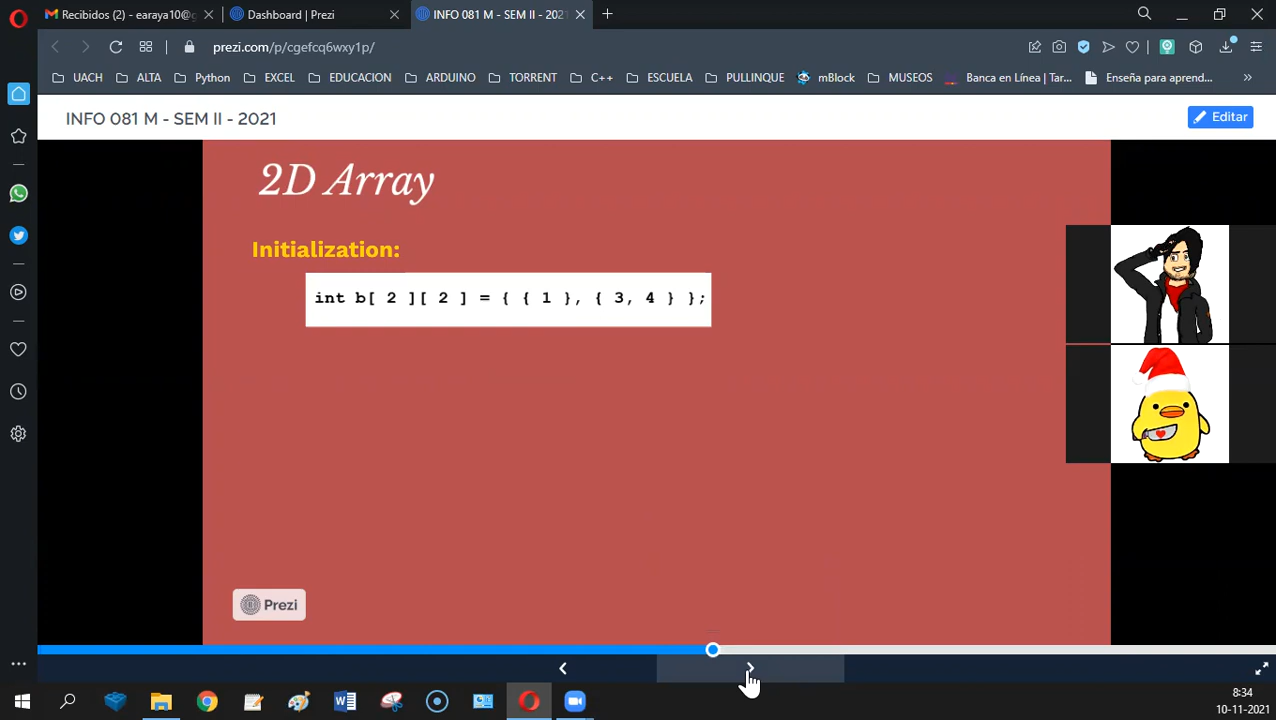 Recibidos (2) - earaya10@g
Dashboard | Prezi
INFO 081 M - SEM II - 202
prezi.com/p/cgefcq6wxy1p/
UACH
ALTA
Python
EXCEL
EDUCACION
ARDUINO
TORRENT
C++
ESCUELA
PULLINQUE
mBlock
MUSEOS
Banca en Línea | Tar...
Enseña para aprend...
INFO 081 M - SEM II - 2021
Editar
2D Array
Initialization:
int b[ 2 ][ 2 ] = { { 1 }, { 3, 4 } };
Prezi
8:34
10-11-2021